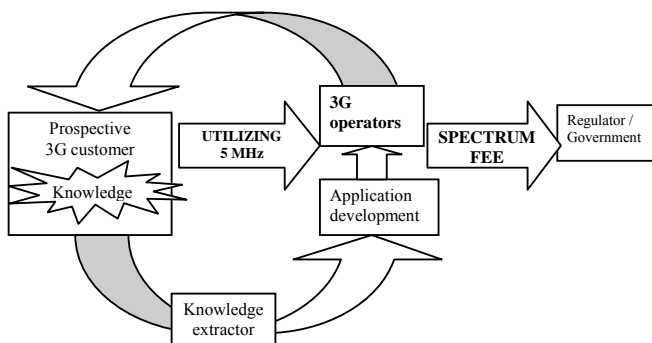 Prospective
3G customer
Knowledge
UTILIZING
5 MHz
3G
operators
SPECTRUM
FEE
Regulator /
Government
Application
development
Knowledge
extractor